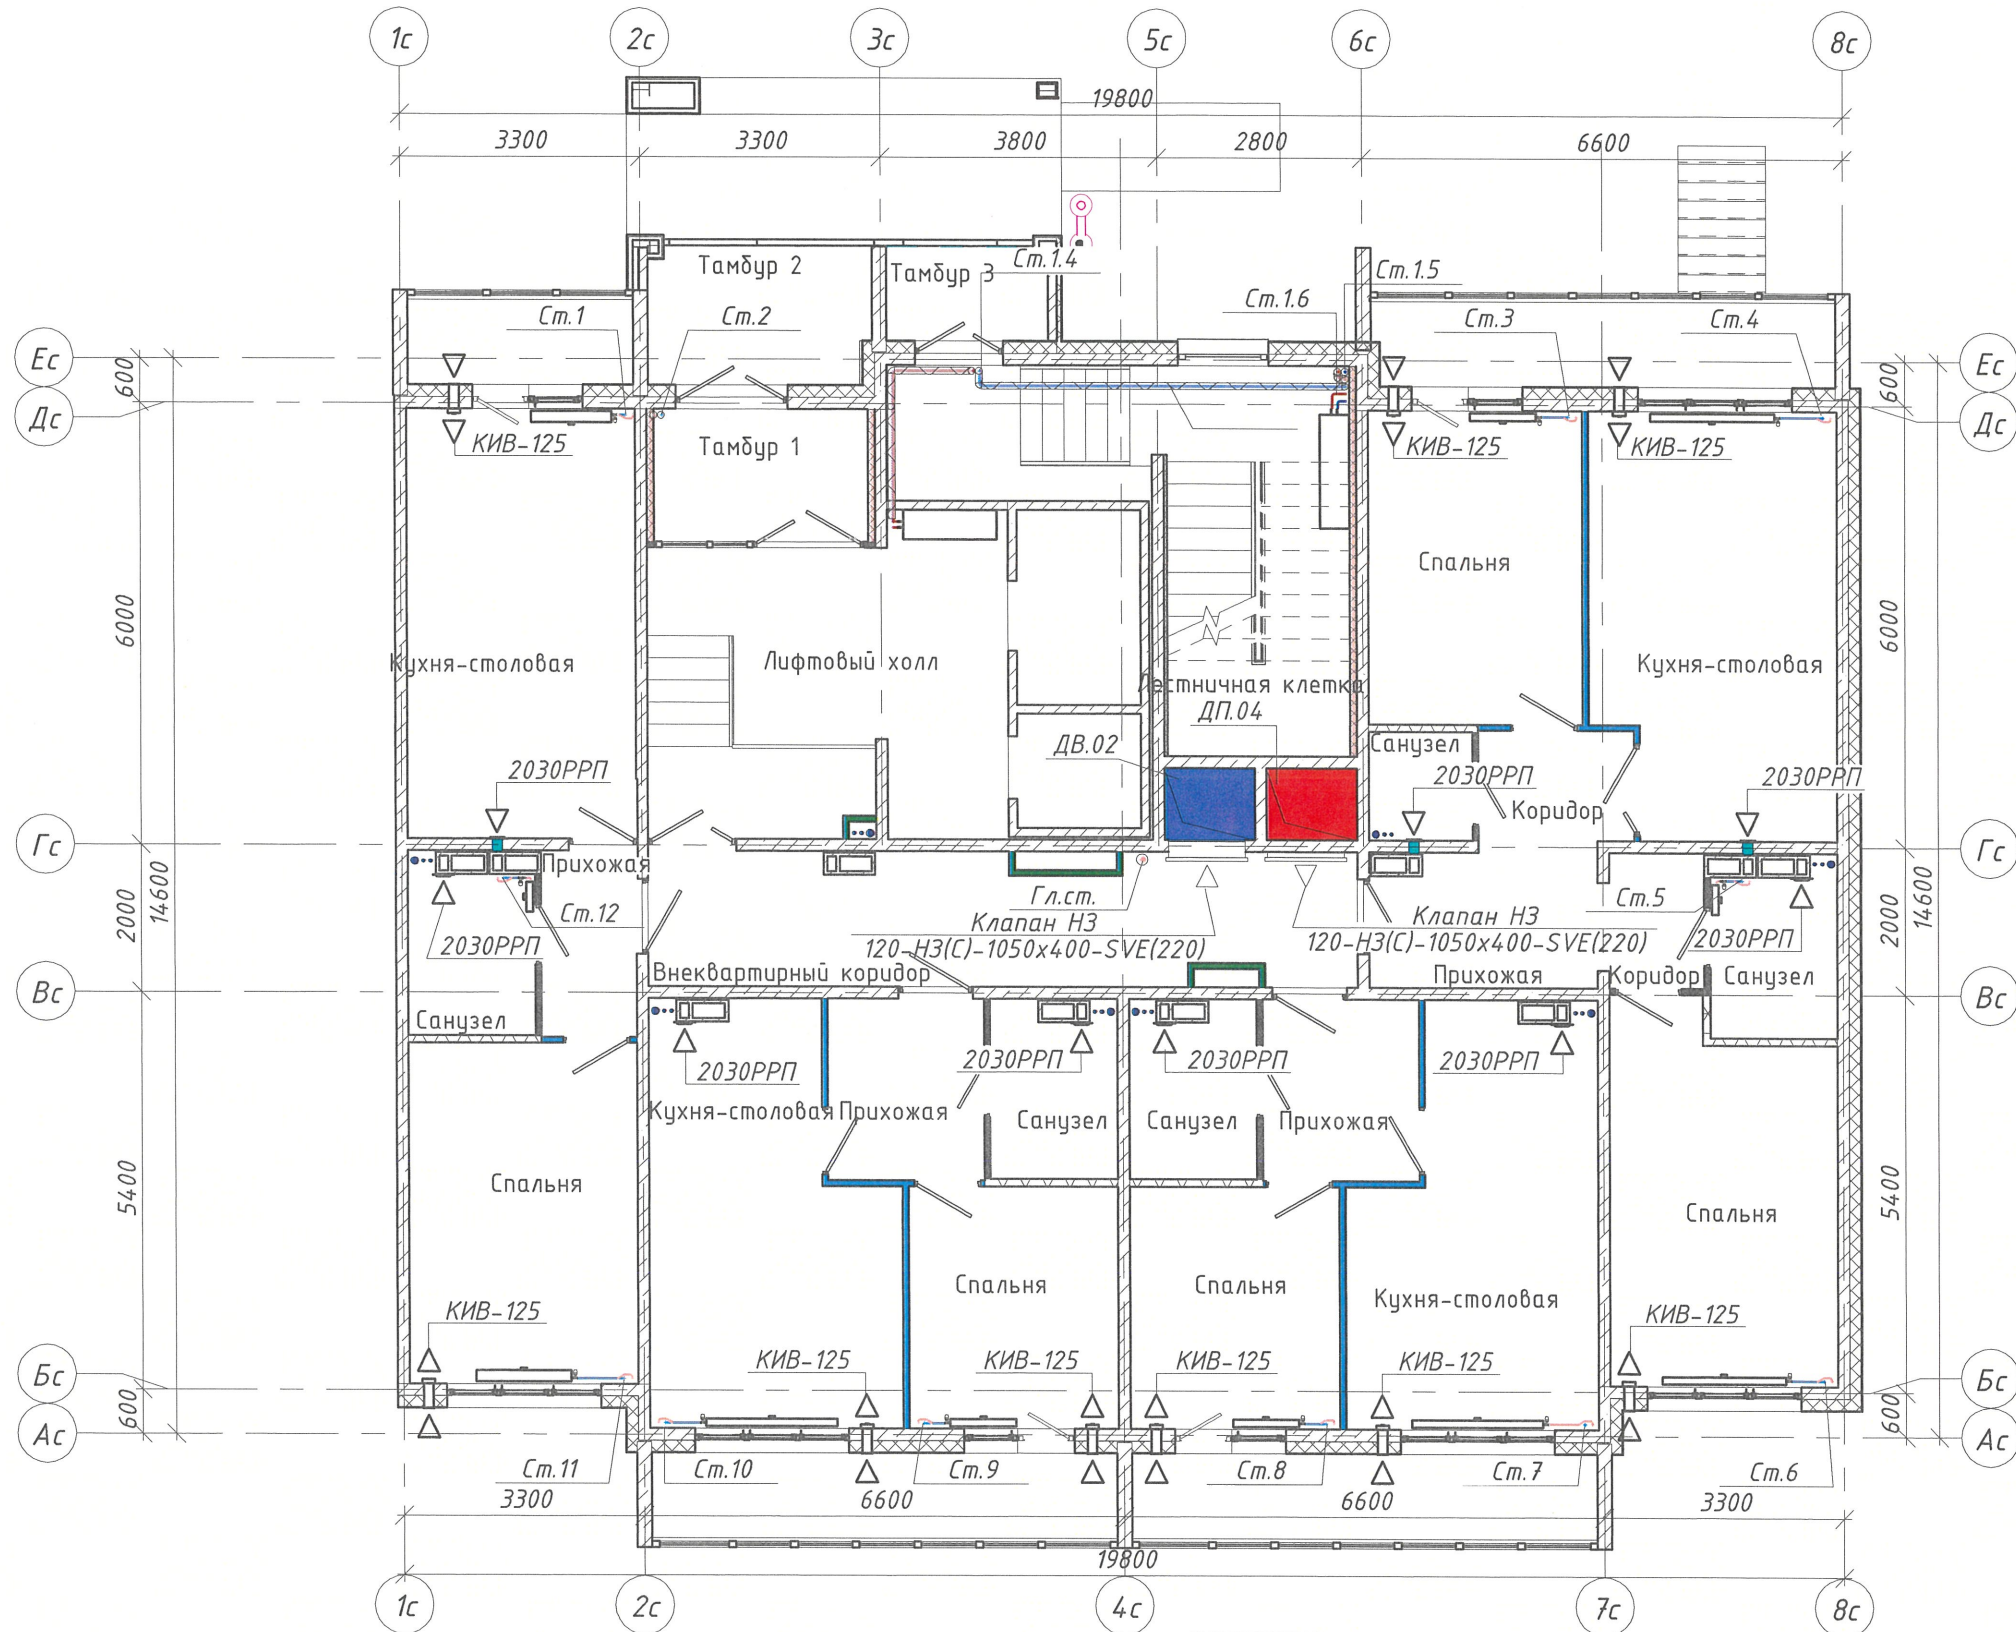 1с 2с 3с 5с 6с 8с
19800
3300 3300 3800 2800 6600
Тамбур 2
Тамбур 3
Ст.1.4
Ст.1.5
Ст.1.6
Ст.1
Ст.2
Ст.3
Ст.4
Ес
600
600
Ес
Дс
Дс
КИВ-125
Тамбур 1
КИВ-125
КИВ-125
Спальня
6000
6000
Кухня-столовая
Лифтовый холл
Лестничная клетка
Кухня-столовая
ДП.04
ДВ.02
Санузел
2030РРП
2030РРП
2030РРП
Коридор
Гс
Гс
Прихожая
14600
14600
2000
2000
Ст.12
Гл.ст.
Ст.5
2030РРП
Клапан НЗ
120-НЗ(С)-1050х400-SVE(220)
Клапан НЗ
120-НЗ(С)-1050х400-SVE(220)
2030РРП
Внеквартирный коридор
Прихожая
Коридор
Санузел
Вс
Вс
Санузел
2030РРП
2030РРП
2030РРП
2030РРП
Кухня-столовая
Прихожая
Санузел
Санузел
Прихожая
5400
5400
Спальня
Спальня
Спальня
Спальня
Кухня-столовая
КИВ-125
КИВ-125
КИВ-125
КИВ-125
КИВ-125
КИВ-125
Бс
Бс
600
600
Ас
Ас
Ст.11
Ст.10
Ст.9
Ст.8
Ст.7
Ст.6
3300 6600 6600 3300
19800
1с 2с 4с 7с 8с